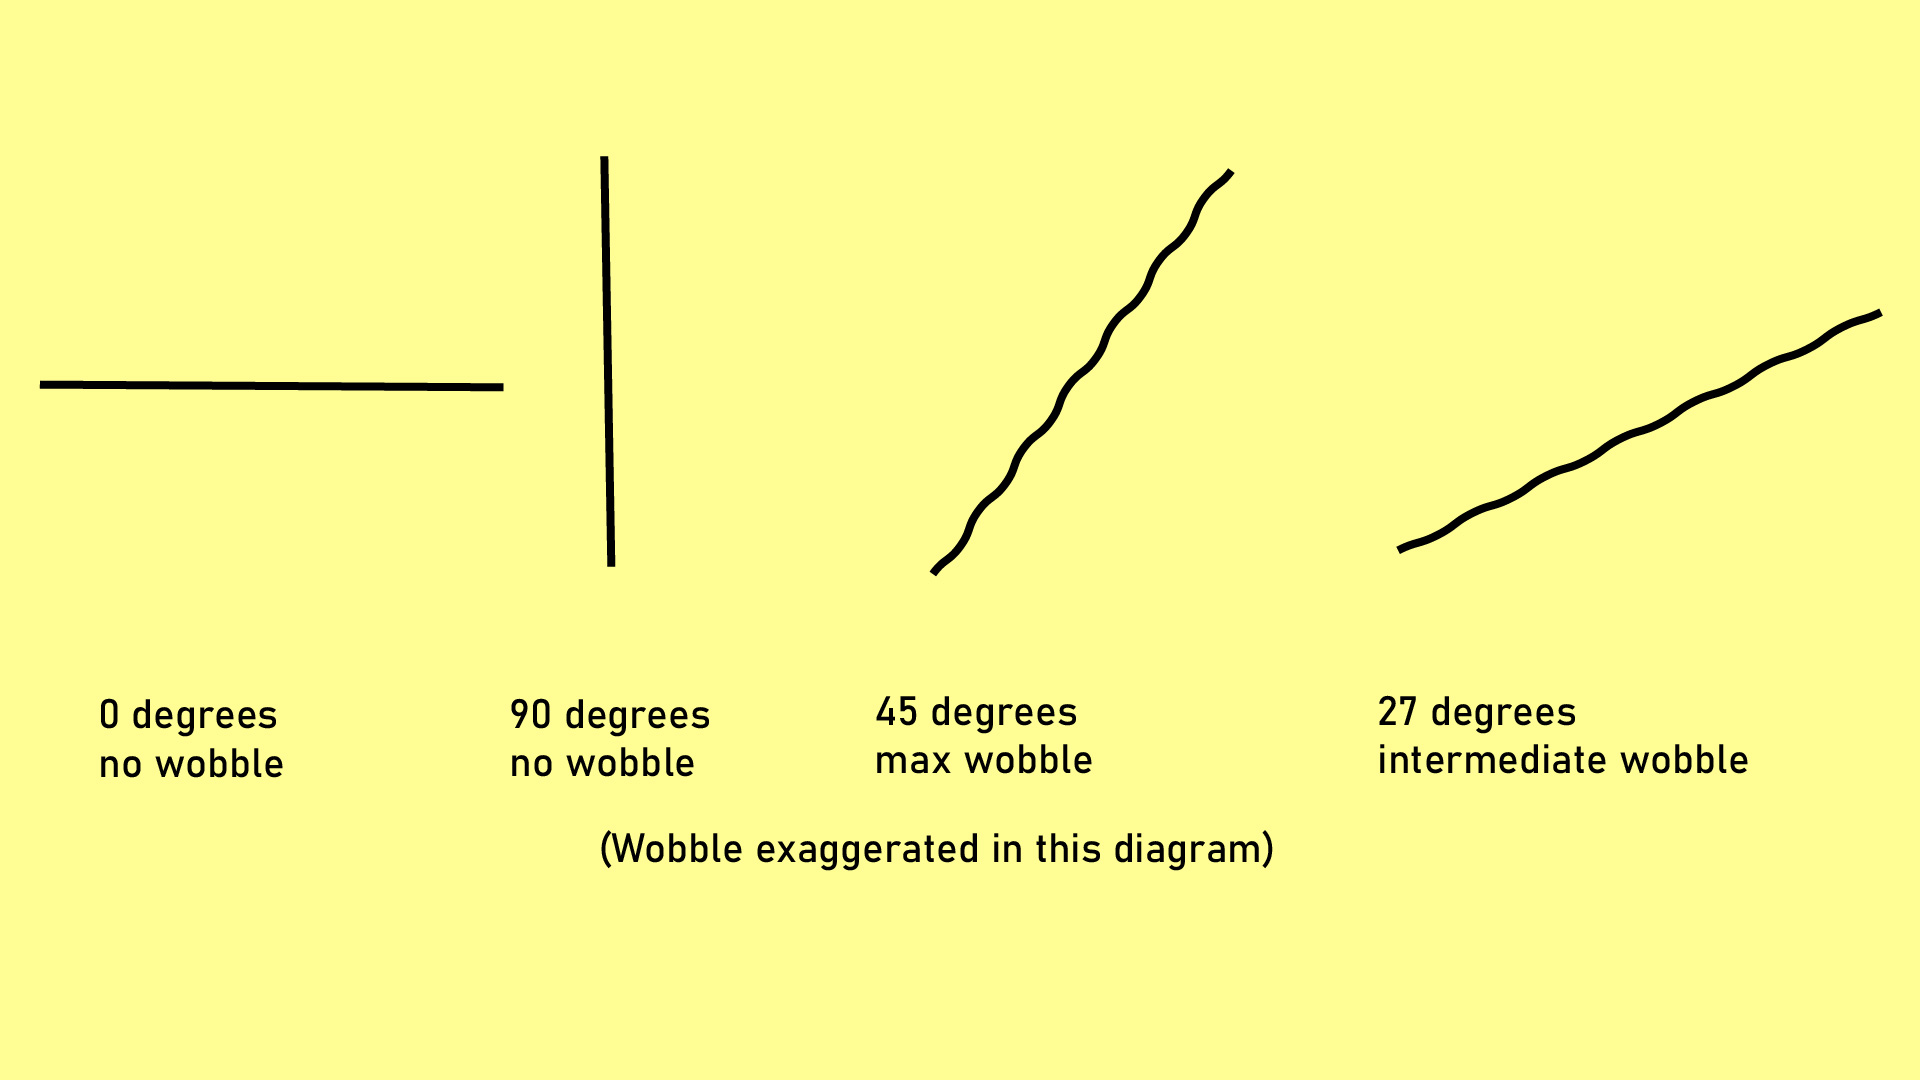 0 degrees
no wobble
90 degrees
no wobble
45 degrees
max wobble
27 degrees
intermediate wobble
(Wobble exaggerated in this diagram)